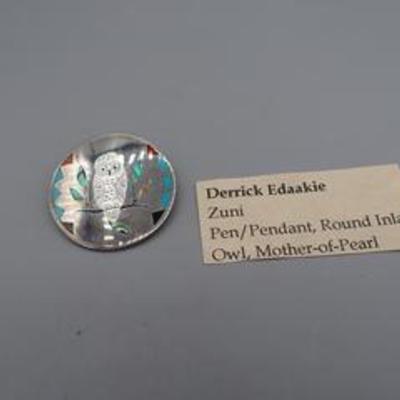 Derrick Edaakie
Zuni
Pen/Pendant, Round Inla
Owl, Mother-of-Pearl